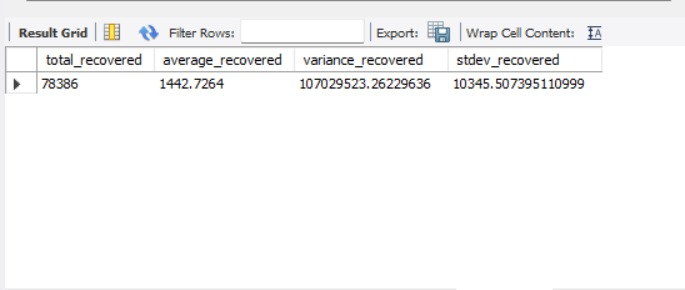 Result Grid Filter Rows: Export: Wrap Cell Content: IA
total_recovered average_recovered variance_recovered stdev_recovered
78386 1442.7264 107029523.26229636 10345.507395110999